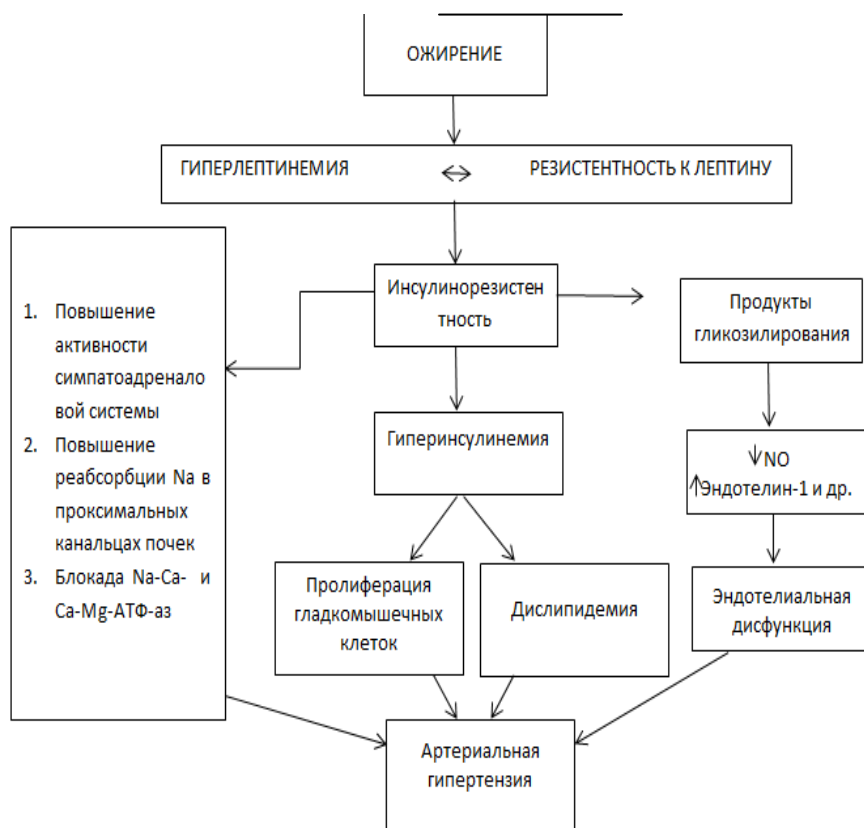 ОЖИРЕНИЕ
ГИПЕРЛЕПТИНЕМИЯ ⇔ РЕЗИСТЕНТНОСТЬ К ЛЕПТИНУ
1. Повышение
активности
симпатоадренало
вой системы
2. Повышение
реабсорбции Na в
проксимальных
канальцах почек
3. Блокада Na-Ca- и
Ca-Mg-АТФ-аз
Инсулинорезистен
тность
Продукты
гликозилирования
Гиперинсулинемия
↓NO
↑Эндотелин-1 и др.
Пролиферация
гладкомышечных
клеток
Дислипидемия
Эндотелиальная
дисфункция
Артериальная
гипертензия